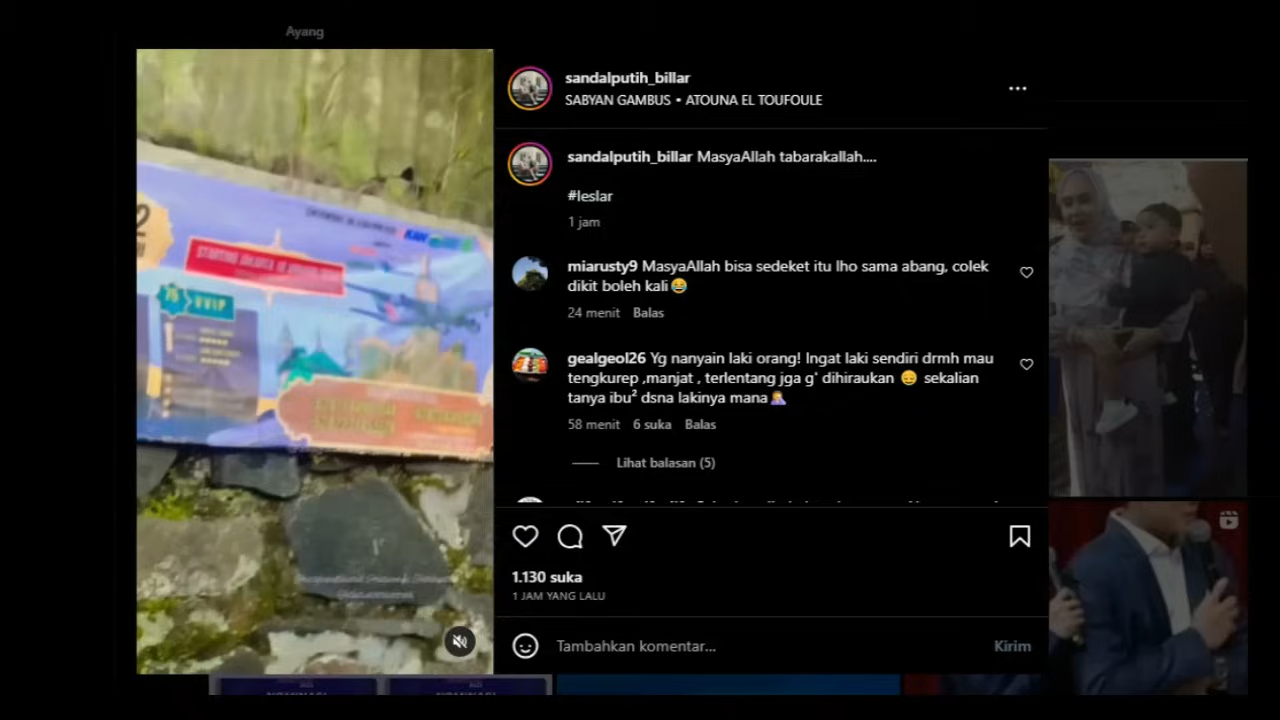 Ayang
sandalputih_billar
SABYAN GAMBUS • ATOUNA EL TOUFOULE
sandalputih_billar MasyaAllah tabarakallah....
#leslar
1 jam
miarusty9 MasyaAllah bisa sedeket itu lho sama abang, colek
dikit boleh kali😂
24 menit Balas
gealgeol26 Yg nanyain laki orang! Ingat laki sendiri drmh mau
tengkurep ,manjat , terlentang jga g' dihiraukan 😑 sekalian
tanya ibu² dsna lakinya mana🤦
58 menit 6 suka Balas
Lihat balasan (5)
1.130 suka
1 JAM YANG LALU
Tambahkan komentar...
Kirim
VVIP